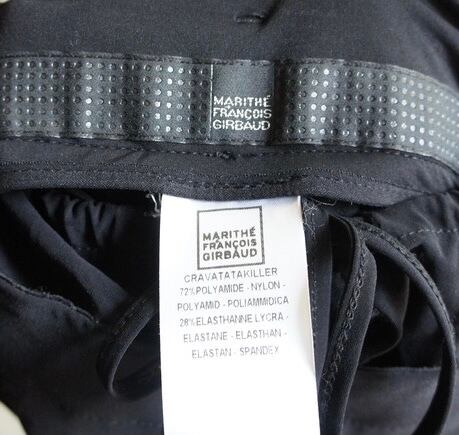 MARITHÉ
FRANÇOIS
GIRBAUD
MARITHÉ
FRANÇOIS
GIRBAUD
CRAVATATAKILLER
72%POLYAMIDE - NYLON -
POLYAMID - POLIAMMIDICA
28%ELASTHANNE LYCRA -
ELASTANE - ELASTHAN -
ELASTAN - SPANDEX